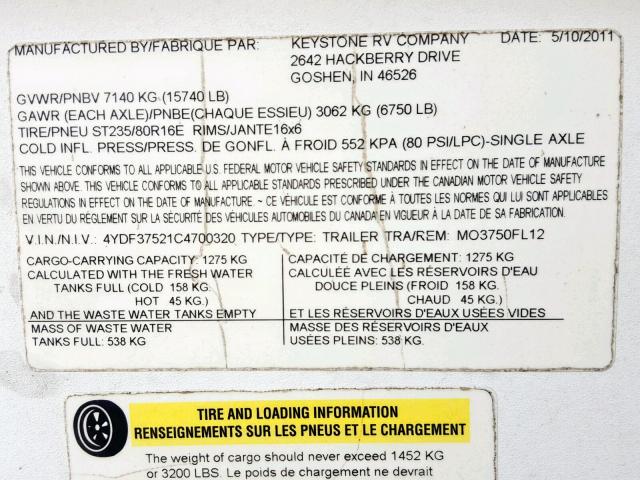 MANUFACTURED BY/FABRIQUE PAR: KEYSTONE RV COMPANY DATE: 5/10/2011
2642 HACKBERRY DRIVE
GOSHEN, IN 46526
GVWR/PNBV 7140 KG (15740 LB)
GAWR (EACH AXLE)/PNBE(CHAQUE ESSIEU) 3062 KG (6750 LB)
TIRE/PNEU ST235/80R16E RIMS/JANTE16x6
COLD INFL. PRESS/PRESS. DE GONFL. À FROID 552 KPA (80 PSI/LPC)-SINGLE AXLE
THIS VEHICLE CONFORMS TO ALL APPLICABLE U.S. FEDERAL MOTOR VEHICLE SAFETY STANDARDS IN EFFECT ON THE DATE OF MANUFACTURE
SHOWN ABOVE. THIS VEHICLE CONFORMS TO ALL APPLICABLE STANDARDS PRESCRIBED UNDER THE CANADIAN MOTOR VEHICLE SAFETY
REGULATIONS IN EFFECT ON THE DATE OF MANUFACTURE ~ CE VÉHICULE EST CONFORME À TOUTES LES NORMES QUI LUI SONT APPLICABLES
EN VERTU DU RÈGLEMENT SUR LA SÉCURITÉ DES VÉHICULES AUTOMOBILES DU CANADA EN VIGUEUR À LA DATE DE SA FABRICATION.
V.I.N./N.I.V.: 4YDF37521C4700320 TYPE/TYPE: TRAILER TRA/REM: MO3750FL12
CARGO-CARRYING CAPACITY: 1275 KG
CALCULATED WITH THE FRESH WATER
TANKS FULL (COLD 158 KG.
HOT 45 KG.)
AND THE WASTE WATER TANKS EMPTY
MASS OF WASTE WATER
TANKS FULL: 538 KG
CAPACITÉ DE CHARGEMENT: 1275 KG
CALCULÉE AVEC LES RÉSERVOIRS D'EAU
DOUCE PLEINS (FROID 158 KG.
CHAUD 45 KG.)
ET LES RÉSERVOIRS D'EAUX USÉES VIDES
MASSE DES RÉSERVOIRS D'EAUX
USÉES PLEINS: 538 KG.
TIRE AND LOADING INFORMATION
RENSEIGNEMENTS SUR LES PNEUS ET LE CHARGEMENT
The weight of cargo should never exceed 1452 KG
or 3200 LBS. Le poids de chargement ne devrait